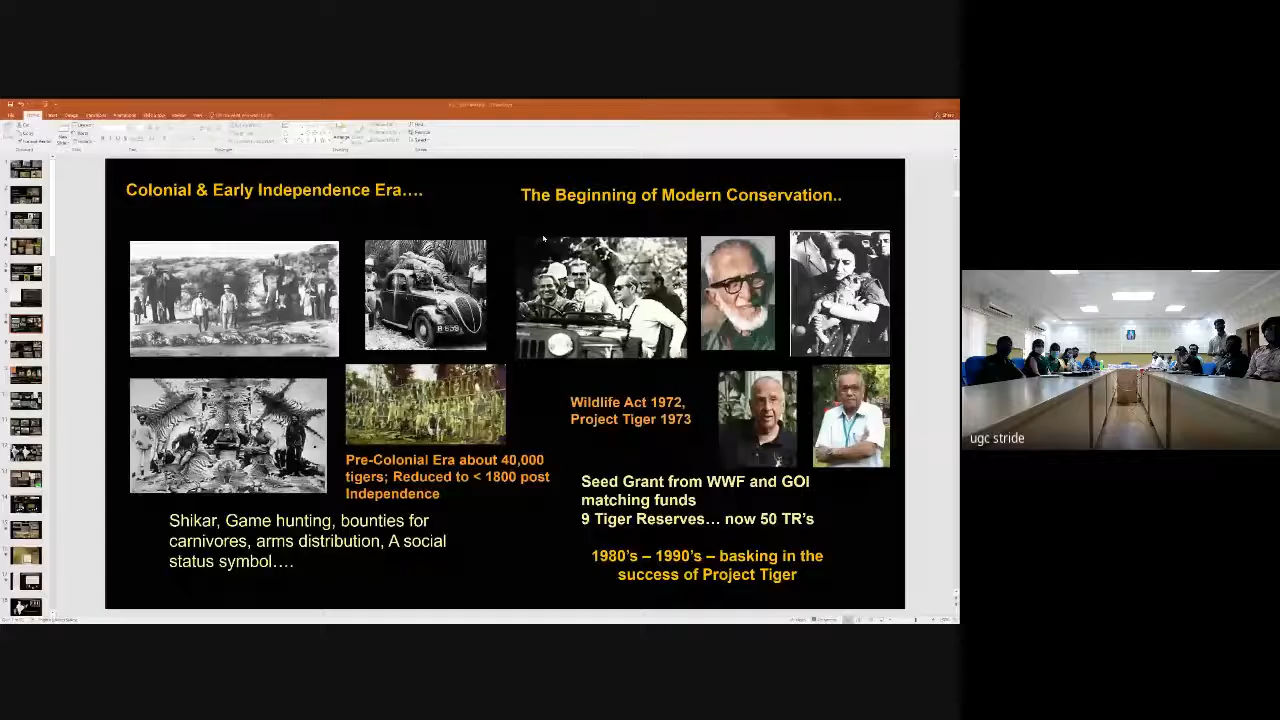 Colonial & Early Independence Era….
The Beginning of Modern Conservation..
Pre-Colonial Era about 40,000
tigers; Reduced to < 1800 post
Independence
Shikar, Game hunting, bounties for
carnivores, arms distribution, A social
status symbol….
Wildlife Act 1972,
Project Tiger 1973
Seed Grant from WWF and GOI
matching funds
9 Tiger Reserves… now 50 TR's
1980's – 1990's – basking in the
success of Project Tiger
ugc stride